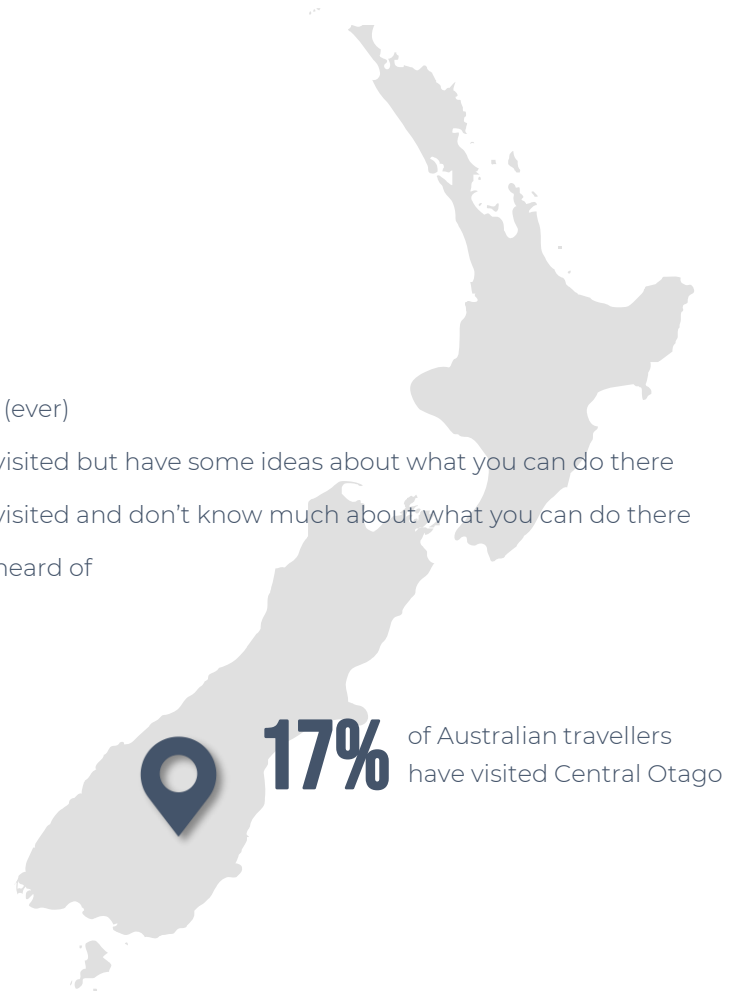 (ever)
visited but have some ideas about what you can do there
visited and don't know much about what you can do there
heard of
17% of Australian travellers
have visited Central Otago